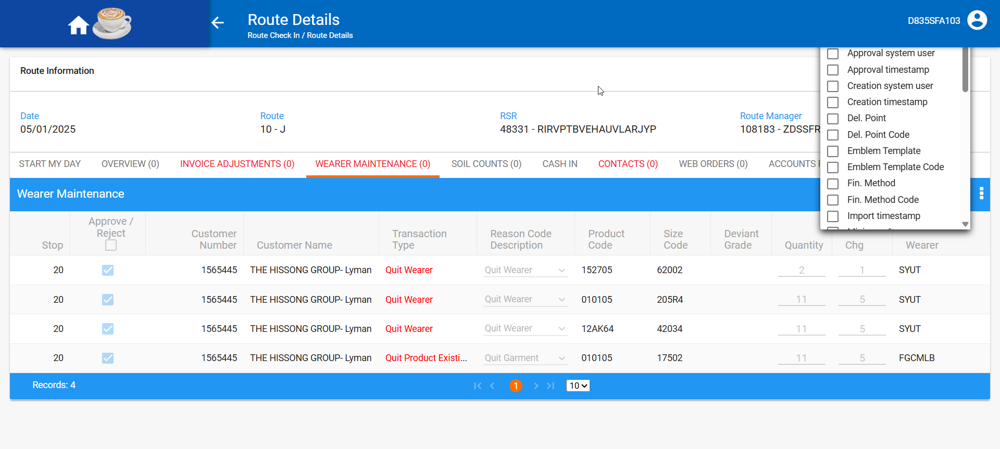 Route Details
Route Check In / Route Details
D835SFA103
Route Information
Date
05/01/2025
Route
10 - J
RSR
48331 - RIRVPTBVEHAUVLARJYP
Route Manager
108183 - ZDSSFR
Approval system user
Approval timestamp
Creation system user
Creation timestamp
Del. Point
Del. Point Code
Emblem Template
Emblem Template Code
Fin. Method
Fin. Method Code
Import timestamp
START MY DAY
OVERVIEW (0)
INVOICE ADJUSTMENTS (0)
WEARER MAINTENANCE (0)
SOIL COUNTS (0)
CASH IN
CONTACTS (0)
WEB ORDERS (0)
ACCOUNTS
Wearer Maintenance
Stop
Approve /
Reject
Customer
Number
Customer Name
Transaction
Type
Reason Code
Description
Product
Code
Size
Code
Deviant
Grade
Quantity
Chg
Wearer
20 1565445 THE HISSONG GROUP- Lyman Quit Wearer Quit Wearer 152705 62002 2 1 SYUT
20 1565445 THE HISSONG GROUP- Lyman Quit Wearer Quit Wearer 010105 205R4 11 5 SYUT
20 1565445 THE HISSONG GROUP- Lyman Quit Wearer Quit Wearer 12AK64 42034 11 5 SYUT
20 1565445 THE HISSONG GROUP- Lyman Quit Product Existi... Quit Garment 010105 17502 11 5 FGCMLB
Records: 4
1
10